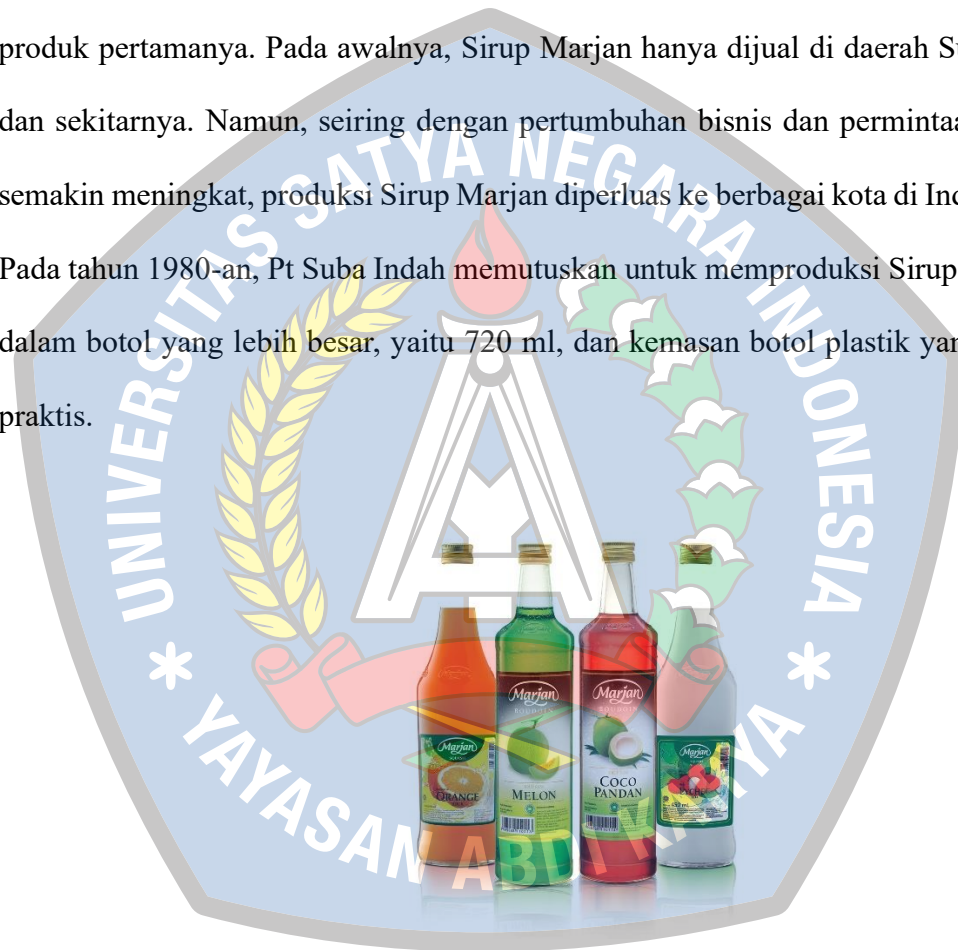 produk pertamanya. Pada awalnya, Sirup Marjan hanya dijual di daerah
dan sekitarnya. Namun, seiring dengan pertumbuhan bisnis dan
semakin meningkat, produksi Sirup Marjan diperluas ke berbagai kota di
Pada tahun 1980-an, Pt Suba Indah memutuskan untuk memproduksi Sirup
dalam botol yang lebih besar, yaitu 720 ml, dan kemasan botol plastik
praktis.
UNIVERSITAS SATYA NEGARA INDONESIA
Marjan
BOUDOIN
MELON
Marjan
BOUDOIN
COCO
PANDAN
Marjan
ORANGE
Marjan
LYCHEE
* YAYASAN ABDI KARYA *